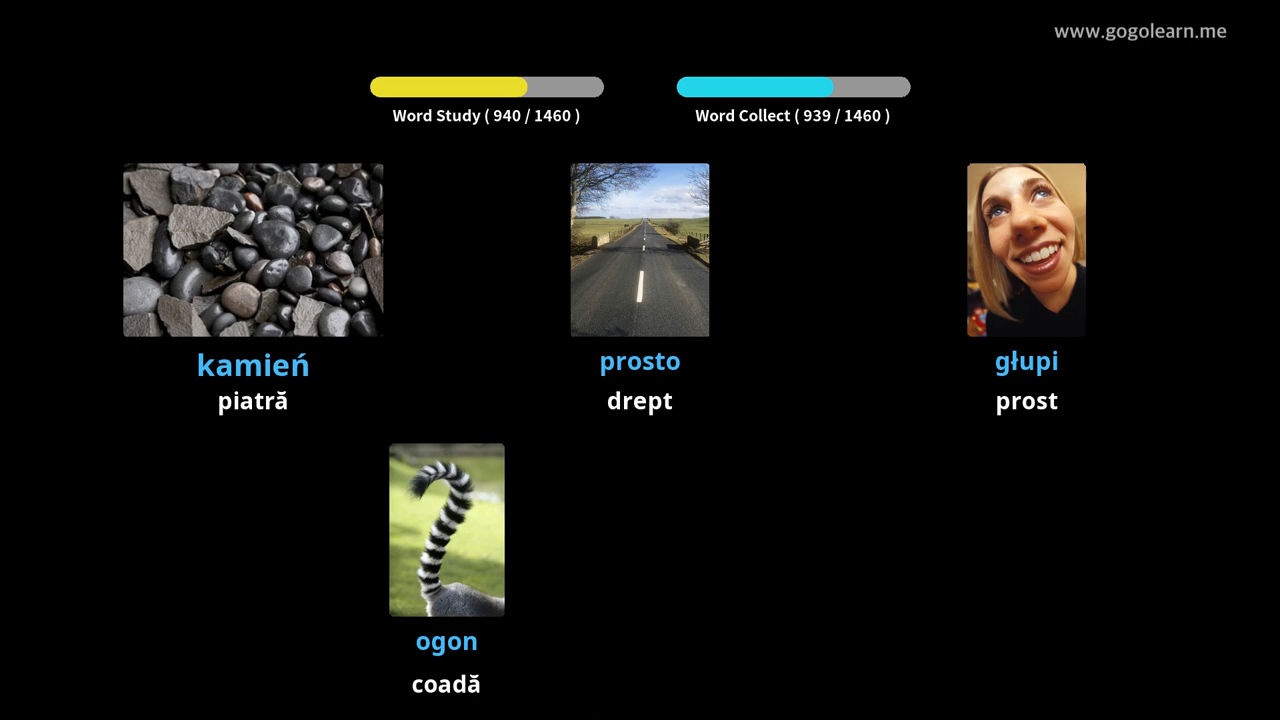 www.gogolearn.me
Word Study ( 940 / 1460 )
Word Collect ( 939 / 1460 )
kamień
piatră
prosto
drept
głupi
prost
ogon
coadă